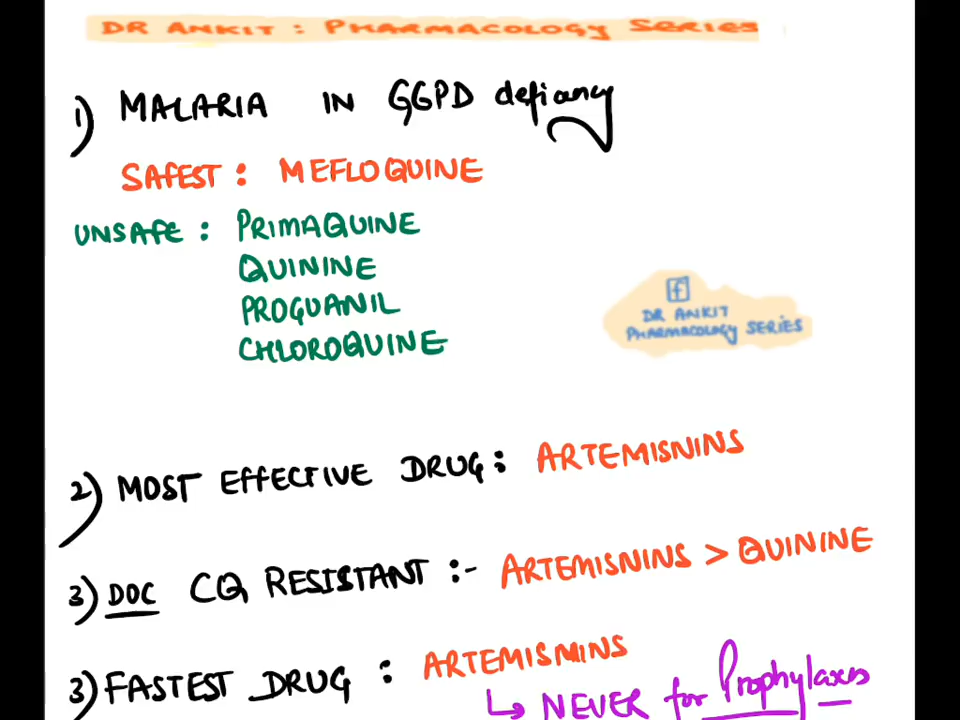 DR ANKIT : PHARMACOLOGY SERIES
1) MALARIA IN G6PD defiancy
SAFEST : MEFLOQUINE
UNSAFE : PRIMAQUINE
QUININE
PROGUANIL
CHLOROQUINE
f
DR ANKIT
PHARMACOLOGY SERIES
2) MOST EFFECTIVE DRUG : ARTEMISNINS
3) DOC CQ RESISTANT :- ARTEMISNINS > QUININE
3) FASTEST DRUG : ARTEMISNINS
↳ NEVER for Prophylaxes